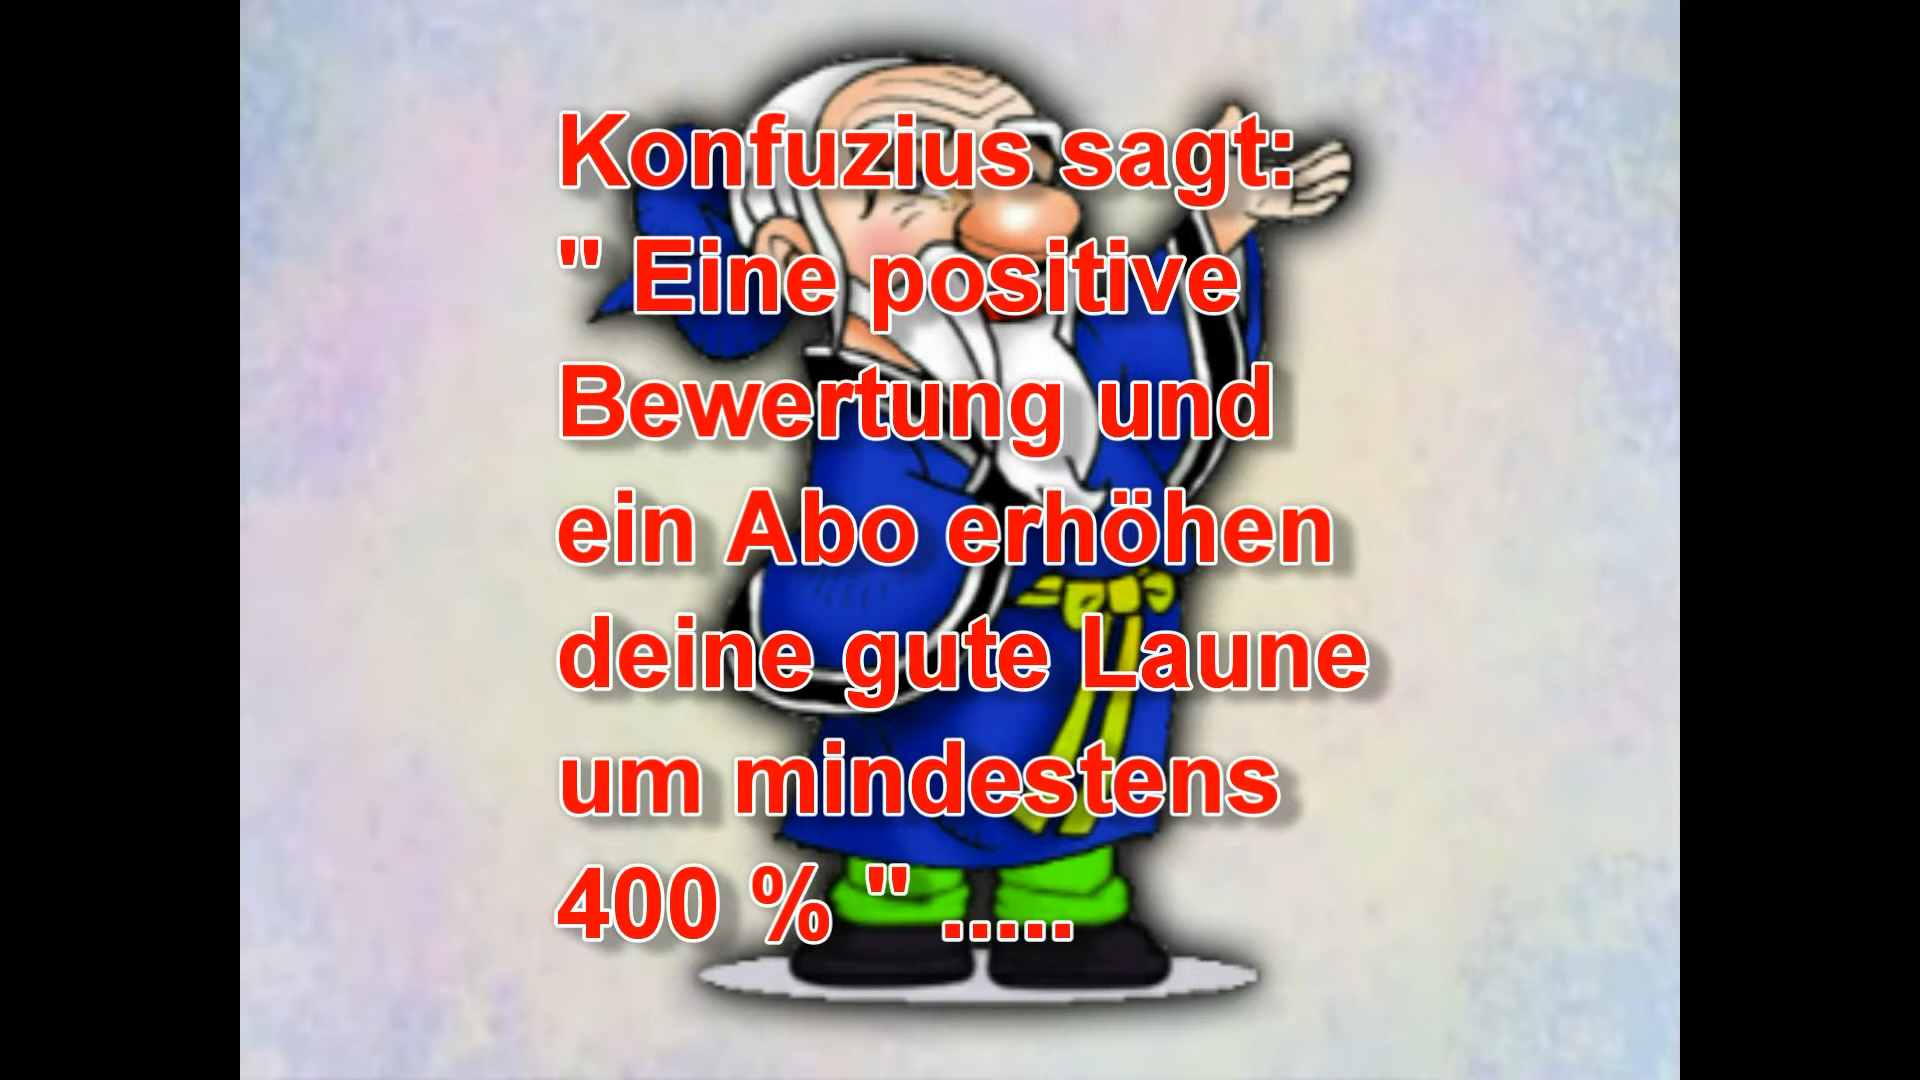 Konfuzius sagt:
" Eine positive
Bewertung und
ein Abo erhöhen
deine gute Laune
um mindestens
400 % " .....